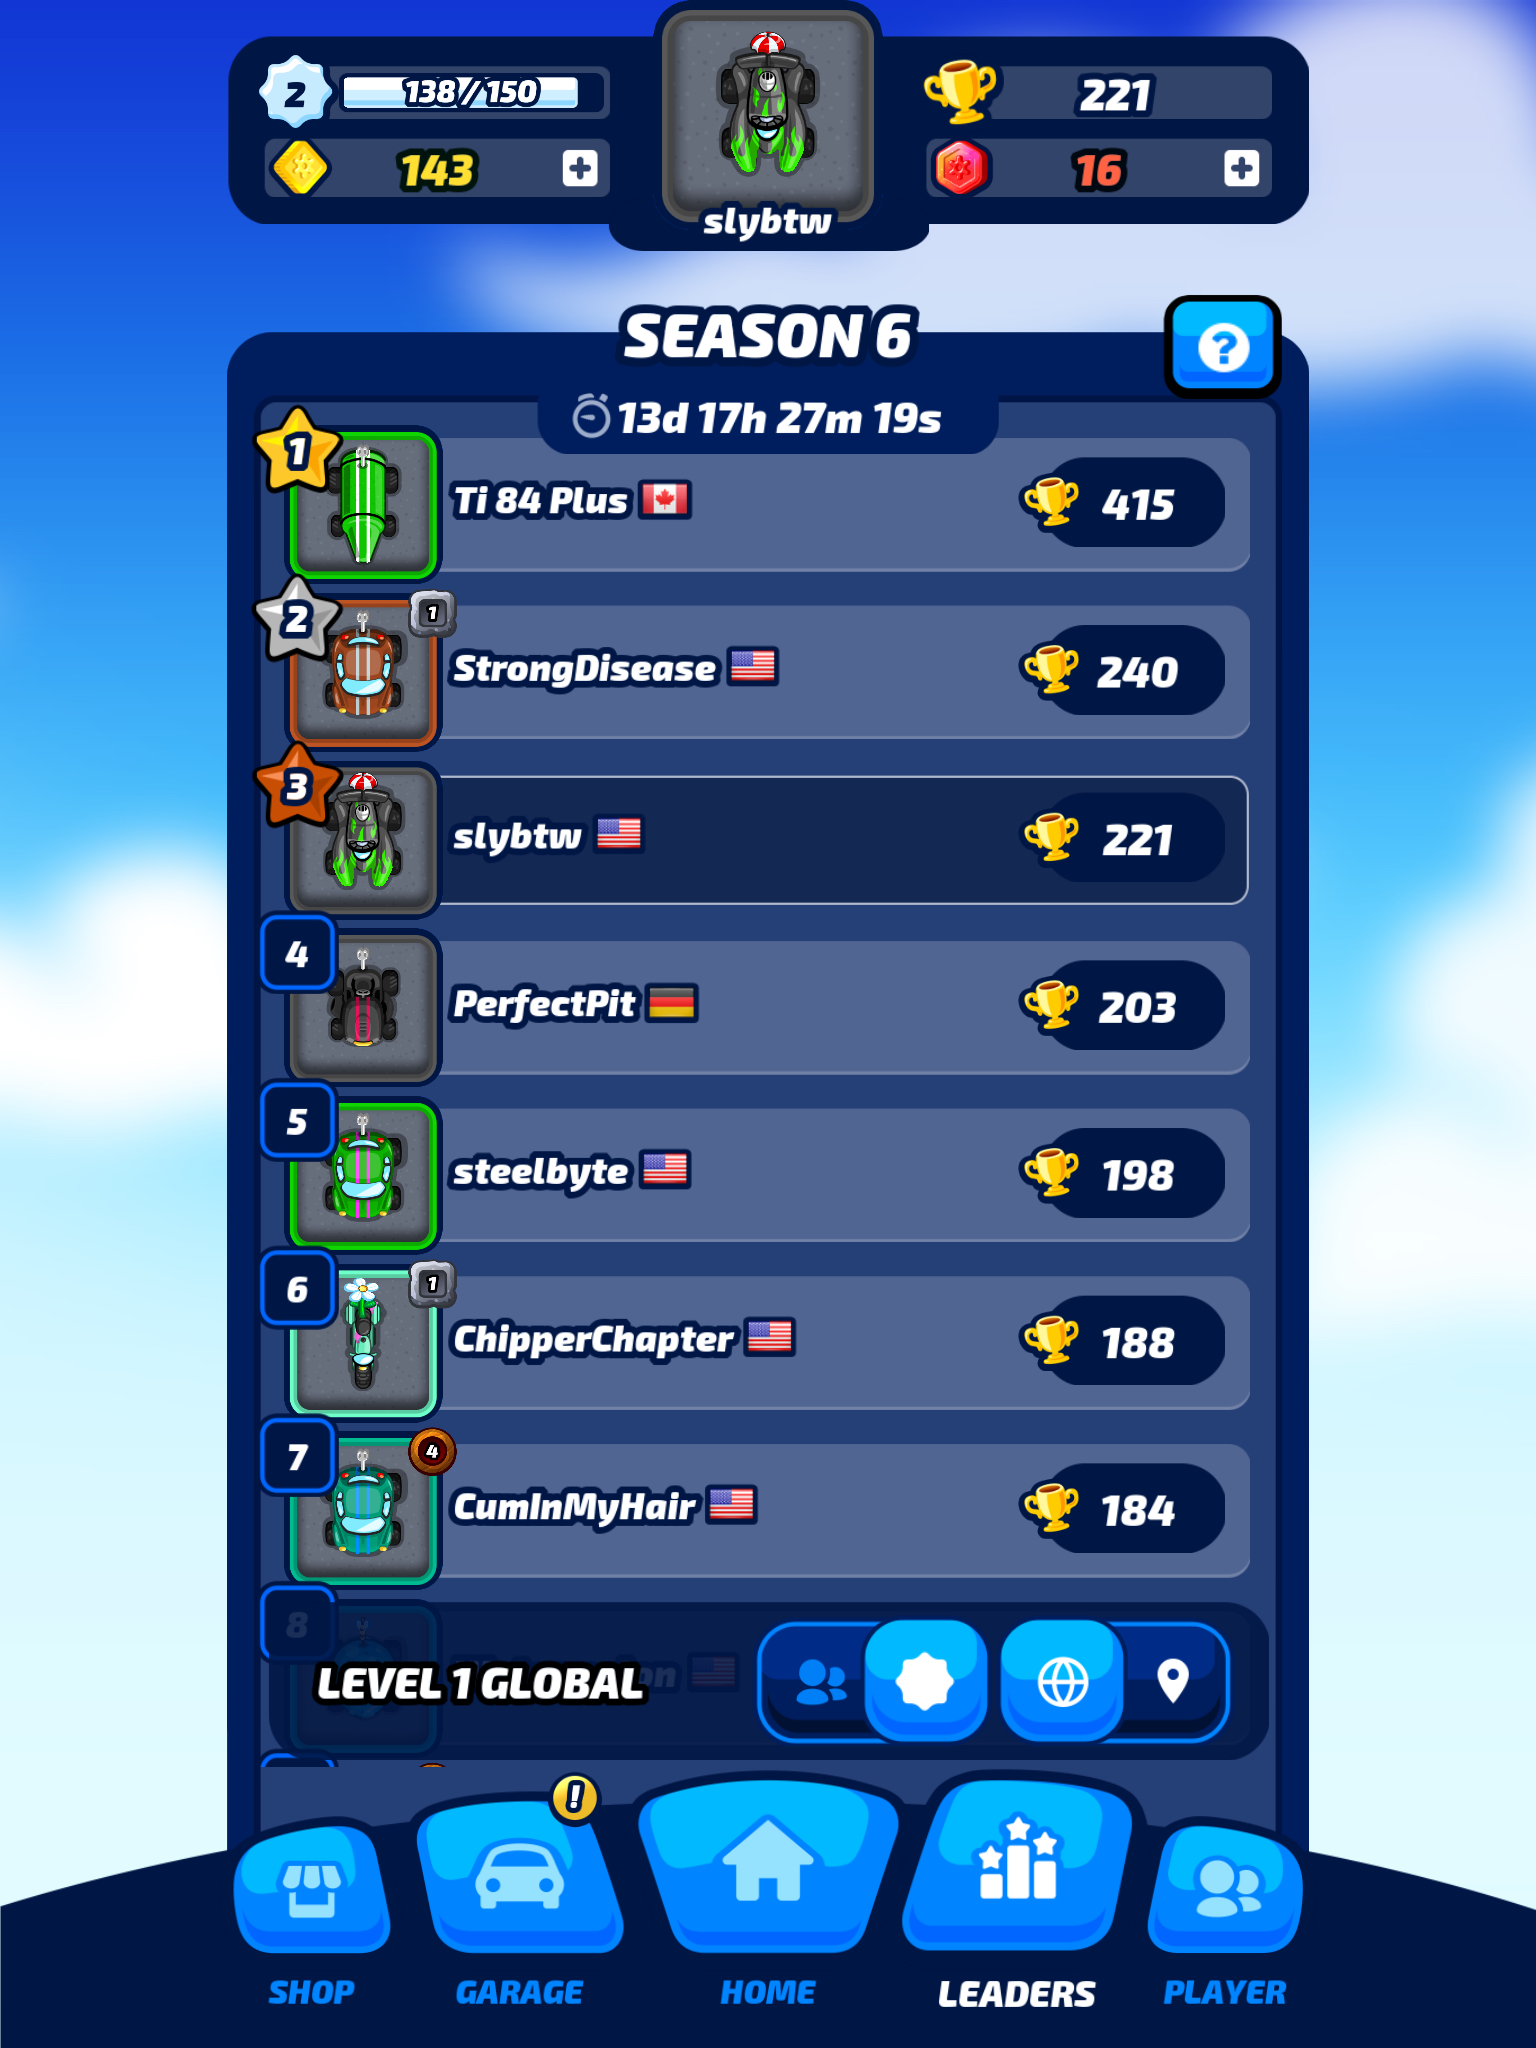 2
138/150
221
143
16
slybtw
SEASON 6
13d 17h 27m 19s
1
Ti 84 Plus
415
2
1
StrongDisease
240
3
slybtw
221
4
PerfectPit
203
5
steelbyte
198
6
1
ChipperChapter
188
7
4
CumInMyHair
184
8
LEVEL 1 GLOBAL
SHOP
GARAGE
HOME
LEADERS
PLAYER